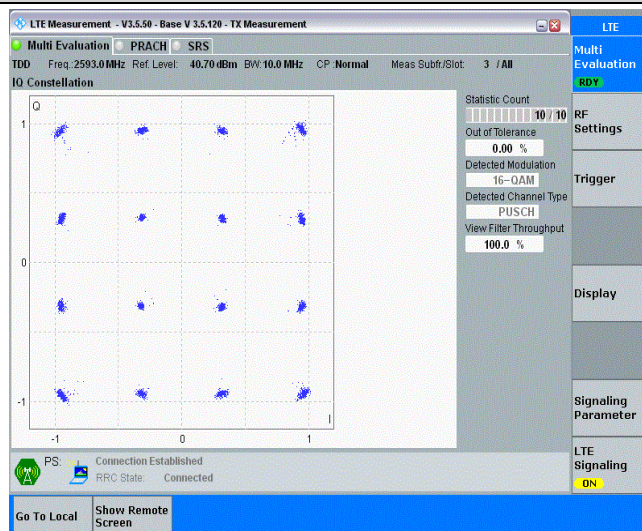 LTE Measurement - V3.5.50 - Base V 3.5.120 - TX Measurement
LTE
Multi Evaluation PRACH SRS
TDD Freq.:2593.0 MHz Ref. Level: 40.70 dBm BW:10.0 MHz CP :Normal Meas Subfr./Slot: 3 / All
IQ Constellation
Q
1
0
-1
-1 0 1
I
Statistic Count
10 / 10
Out of Tolerance
0.00 %
Detected Modulation
16-QAM
Detected Channel Type
PUSCH
View Filter Throughput
100.0 %
Multi
Evaluation
RDY
RF
Settings
Trigger
Display
Signaling
Parameter
LTE
Signaling
ON
PS: Connection Established
RRC State: Connected
Go To Local
Show Remote
Screen